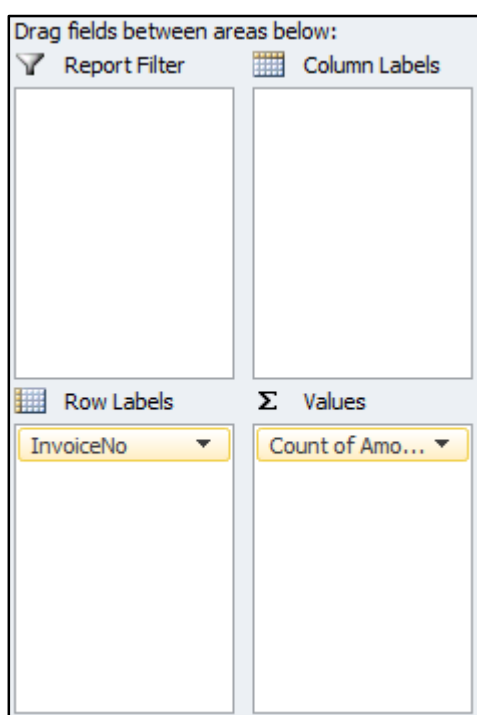 Drag fields between areas below:
Report Filter
Column Labels
Row Labels
Σ Values
InvoiceNo
Count of Amo...